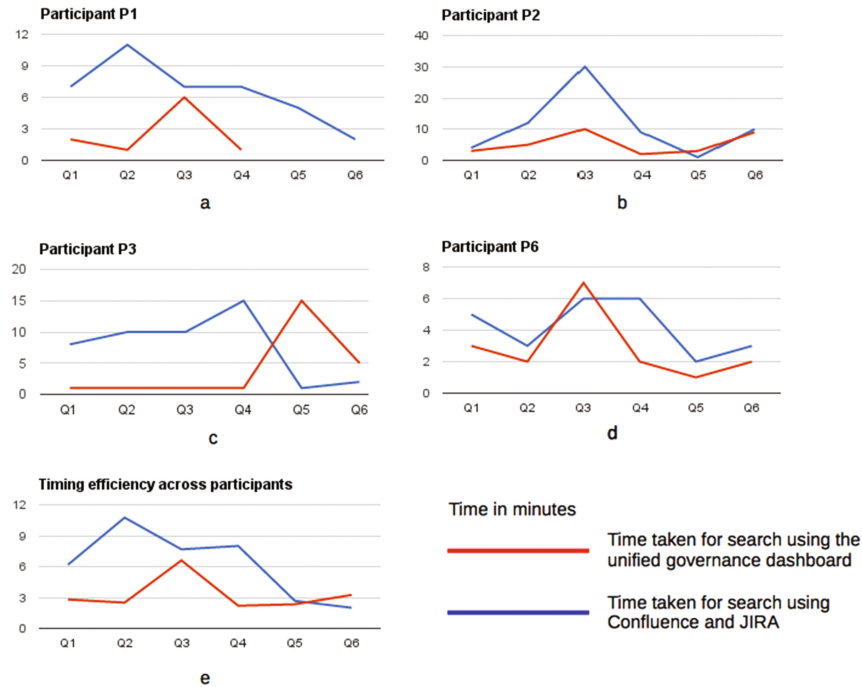 Participant P1
12
9
6
3
0
Q1 Q2 Q3 Q4 Q5 Q6
a
Participant P2
40
30
20
10
0
Q1 Q2 Q3 Q4 Q5 Q6
b
Participant P3
20
15
10
5
0
Q1 Q2 Q3 Q4 Q5 Q6
c
Participant P6
8
6
4
2
0
Q1 Q2 Q3 Q4 Q5 Q6
d
Timing efficiency across participants
12
9
6
3
0
Q1 Q2 Q3 Q4 Q5 Q6
e
Time in minutes
Time taken for search using the
unified governance dashboard
Time taken for search using
Confluence and JIRA